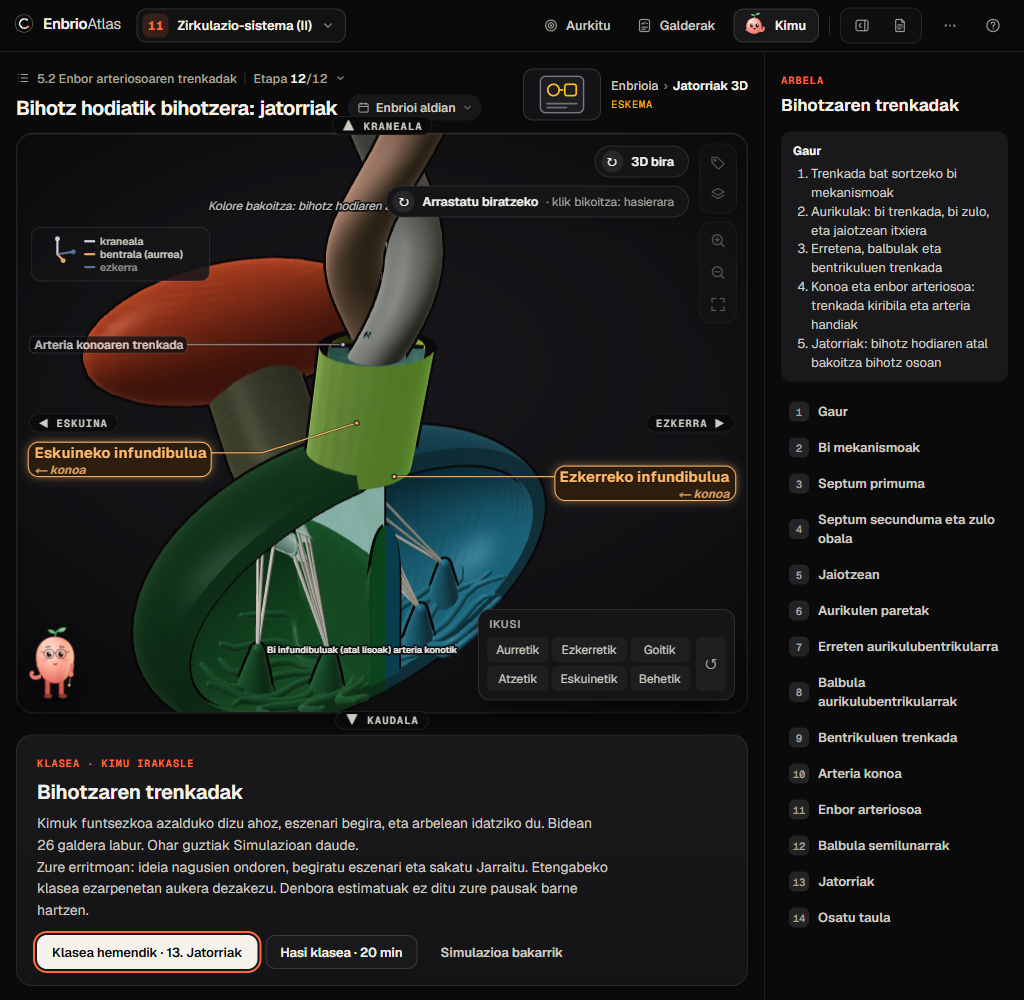 EnbrioAtlas
11 Zirkulazio-sistema (II)
Aurkitu
Galderak
Kimu
5.2 Enbor arteriosoaren trenkadak
Etapa 12/12
Bihotz hodiatik bihotzera: jatorriak
Enbrioi aldian
Enbrioia › Jatorriak 3D
ESKEMA
▲ KRANEALA
3D bira
Kolore bakoitza: bihotz hodiaren
Arrastatu biratzeko · klik bikoitza: hasierara
kraneala
bentrala (aurrea)
ezkerra
Arteria konoaren trenkada
◀ ESKUINA
EZKERRA ▶
Eskuineko infundibulua
← konoa
Ezkerreko infundibulua
← konoa
Bi infundibuluak (atal lisoak) arteria konotik
IKUSI
Aurretik
Ezkerretik
Goitik
Atzetik
Eskuinetik
Behetik
▼ KAUDALA
KLASEA · KIMU IRAKASLE
Bihotzaren trenkadak
Kimuk funtsezkoa azalduko dizu ahoz, eszenari begira, eta arbelean idatziko du. Bidean
26 galdera labur. Ohar guztiak Simulazioan daude.
Zure erritmoan: ideia nagusien ondoren, begiratu eszenari eta sakatu Jarraitu. Etengabeko
klasea ezarpenetan aukera dezakezu. Denbora estimatuak ez ditu zure pausak barne
hartzen.
Klasea hemendik · 13. Jatorriak
Hasi klasea · 20 min
Simulazioa bakarrik
ARBELA
Bihotzaren trenkadak
Gaur
1. Trenkada bat sortzeko bi
mekanismoak
2. Aurikulak: bi trenkada, bi zulo,
eta jaiotzean itxiera
3. Erretena, balbulak eta
bentrikuluen trenkada
4. Konoa eta enbor arteriosoa:
trenkada kiribila eta arteria
handiak
5. Jatorriak: bihotz hodiaren atal
bakoitza bihotz osoan
1 Gaur
2 Bi mekanismoak
3 Septum primuma
4 Septum secunduma eta zulo
obala
5 Jaiotzean
6 Aurikulen paretak
7 Erreten aurikulubentrikularra
8 Balbula
aurikulubentrikularrak
9 Bentrikuluen trenkada
10 Arteria konoa
11 Enbor arteriosoa
12 Balbula semilunarrak
13 Jatorriak
14 Osatu taula